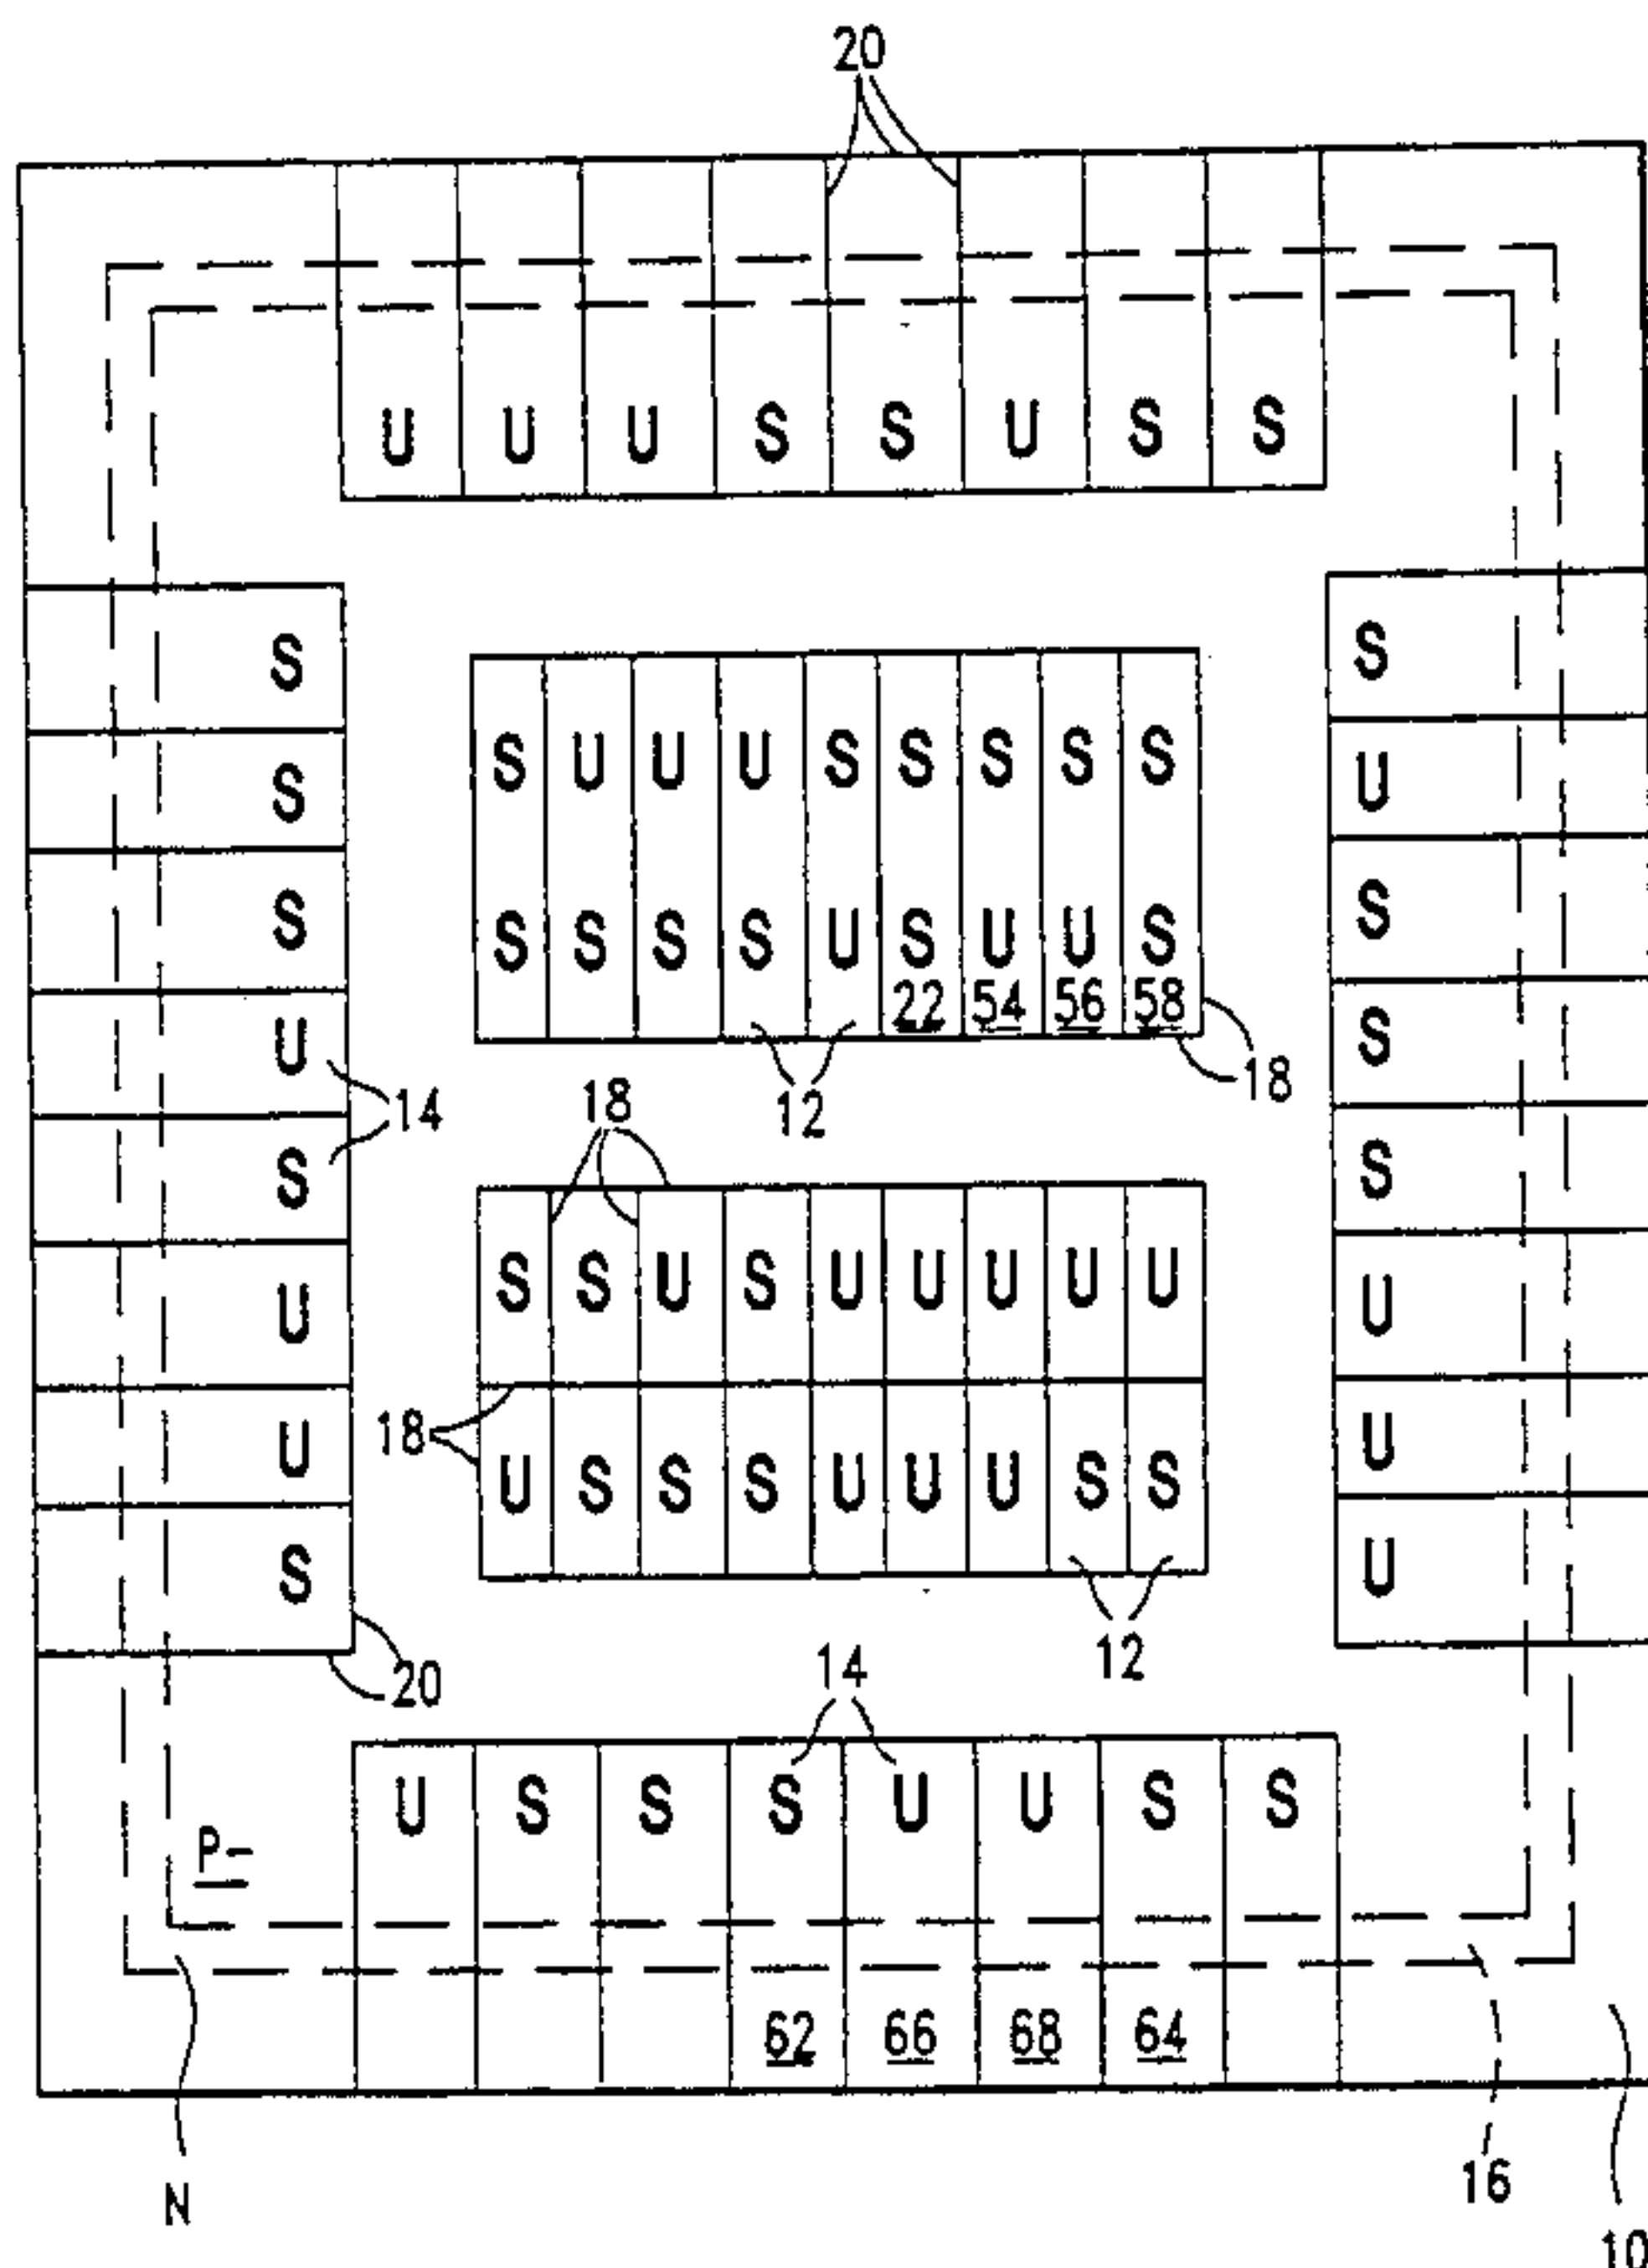 20
U U U S S U S S
S S
S U U U S S S S S
S U
S S
S S S S U S U U S
22 54 56 58
U S
14 12 18 18
S S
S S U S U U U U U
U U
18
U U
U S S S U U U S S
S U
12
20 14
U S S S U U S S
P-
62 66 68 64
N 16 10